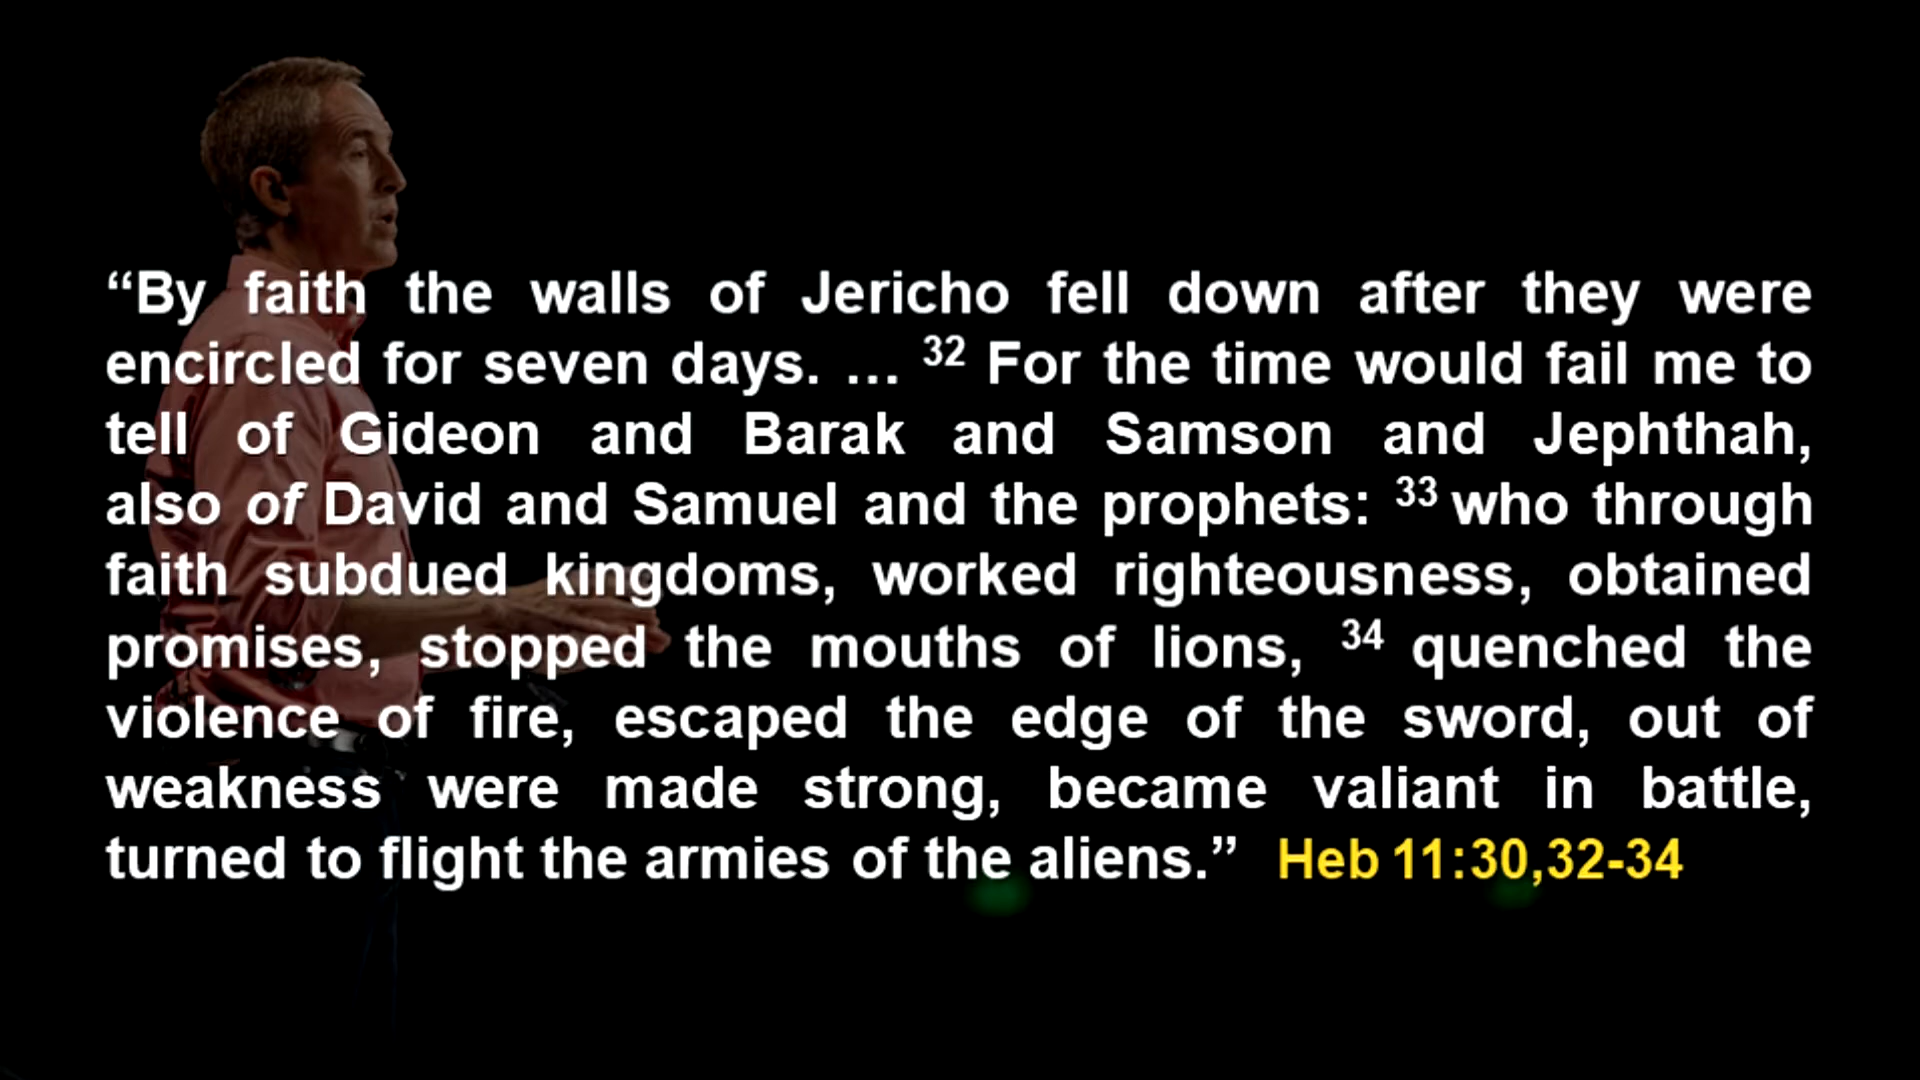 “By faith the walls of Jericho fell down after they were
encircled for seven days. … 32 For the time would fail me to
tell of Gideon and Barak and Samson and Jephthah,
also of David and Samuel and the prophets: 33 who through
faith subdued kingdoms, worked righteousness, obtained
promises, stopped the mouths of lions, 34 quenched the
violence of fire, escaped the edge of the sword, out of
weakness were made strong, became valiant in battle,
turned to flight the armies of the aliens.” Heb 11:30,32-34